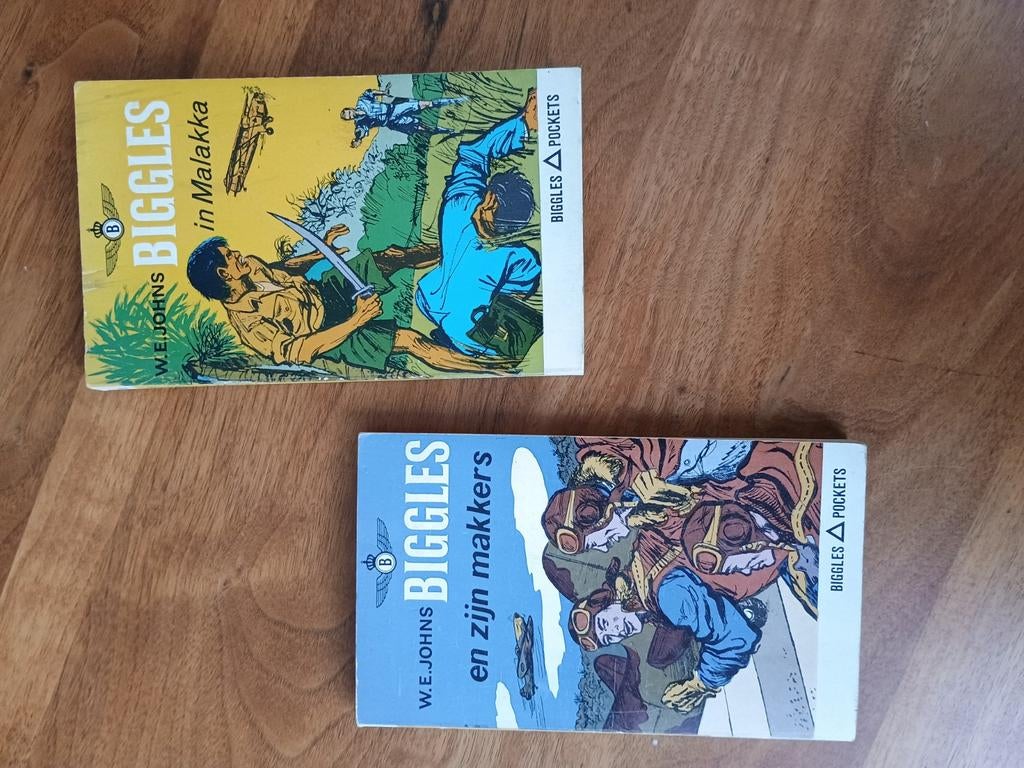 B
W.E.JOHNS
BIGGLES
in Malakka
BIGGLES △ POCKETS
B
W.E.JOHNS
BIGGLES
en zijn makkers
BIGGLES △ POCKETS